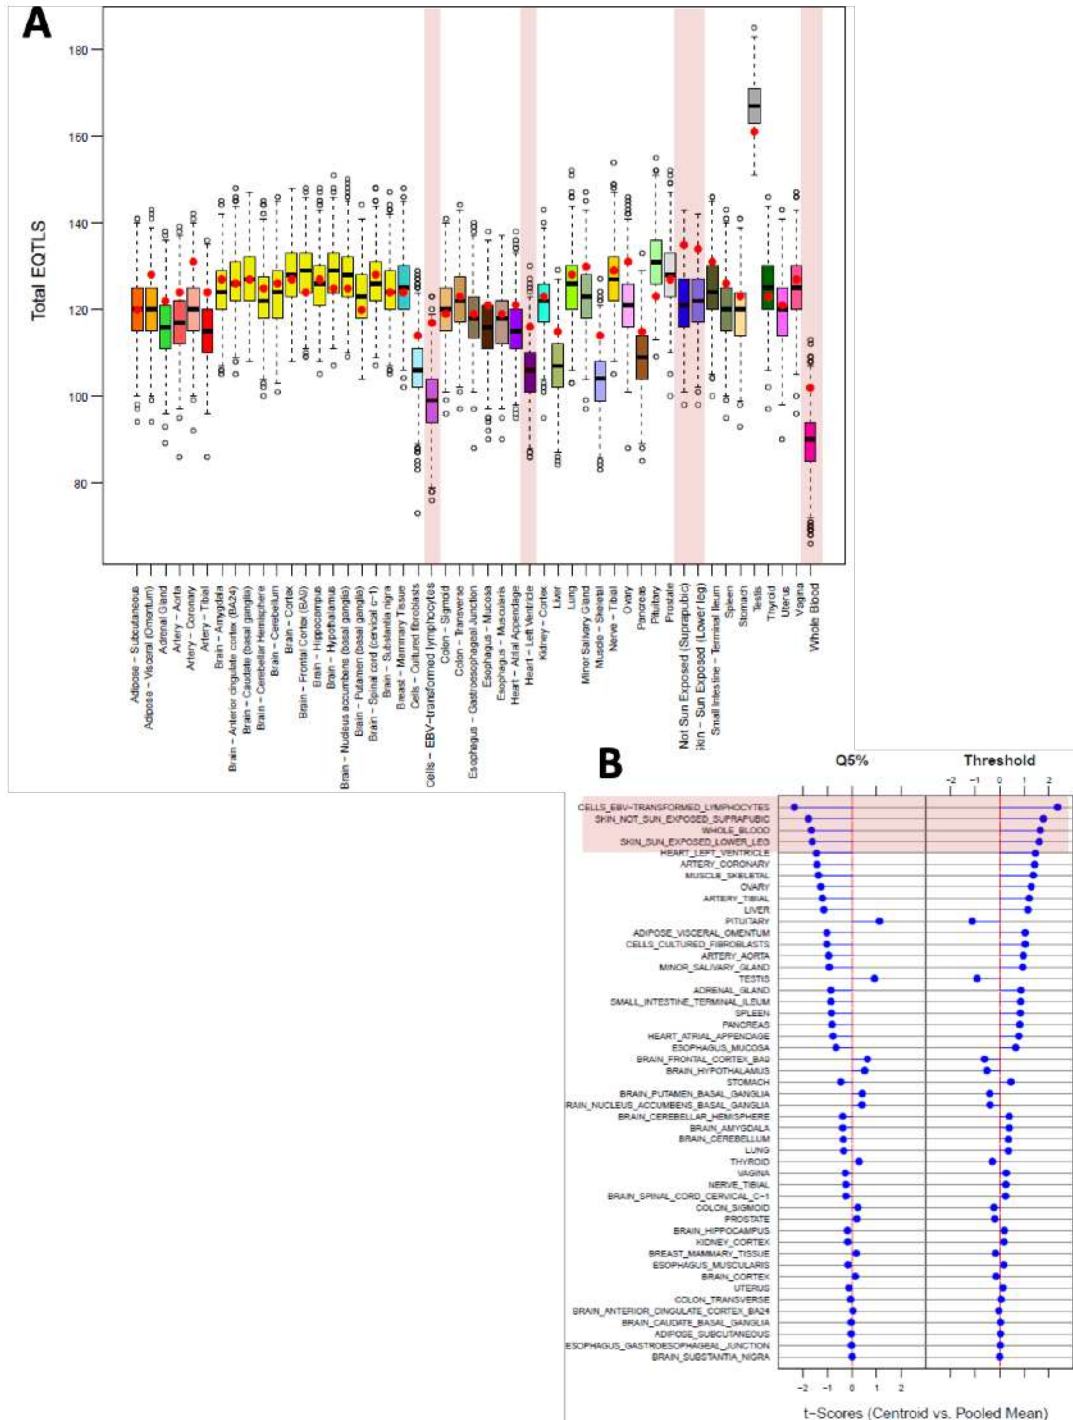 A
Total EQTLS
180
160
140
120
100
80
Adipose − Subcutaneous
Adipose − Visceral (Omentum)
Adrenal Gland
Artery − Aorta
Artery − Coronary
Artery − Tibial
Brain − Amygdala
Brain − Anterior cingulate cortex (BA24)
Brain − Caudate (basal ganglia)
Brain − Cerebellar Hemisphere
Brain − Cerebellum
Brain − Cortex
Brain − Frontal Cortex (BA9)
Brain − Hippocampus
Brain − Hypothalamus
Brain − Nucleus accumbens (basal ganglia)
Brain − Putamen (basal ganglia)
Brain − Spinal cord (cervical c−1)
Brain − Substantia nigra
Breast − Mammary Tissue
Cells − Cultured fibroblasts
Cells − EBV−transformed lymphocytes
Colon − Sigmoid
Colon − Transverse
Esophagus − Gastroesophageal Junction
Esophagus − Mucosa
Esophagus − Muscularis
Heart − Atrial Appendage
Heart − Left Ventricle
Kidney − Cortex
Liver
Lung
Minor Salivary Gland
Muscle − Skeletal
Nerve − Tibial
Ovary
Pancreas
Pituitary
Prostate
Not Sun Exposed (Suprapubic)
Skin − Sun Exposed (Lower leg)
Small Intestine − Terminal Ileum
Spleen
Stomach
Testis
Thyroid
Uterus
Vagina
Whole Blood
B
Q5% Threshold
−2 −1 0 1 2
CELLS_EBV−TRANSFORMED_LYMPHOCYTES
SKIN_NOT_SUN_EXPOSED_SUPRAPUBIC
WHOLE_BLOOD
SKIN_SUN_EXPOSED_LOWER_LEG
HEART_LEFT_VENTRICLE
ARTERY_CORONARY
MUSCLE_SKELETAL
OVARY
ARTERY_TIBIAL
LIVER
PITUITARY
ADIPOSE_VISCERAL_OMENTUM
CELLS_CULTURED_FIBROBLASTS
ARTERY_AORTA
MINOR_SALIVARY_GLAND
TESTIS
ADRENAL_GLAND
SMALL_INTESTINE_TERMINAL_ILEUM
SPLEEN
PANCREAS
HEART_ATRIAL_APPENDAGE
ESOPHAGUS_MUCOSA
BRAIN_FRONTAL_CORTEX_BA9
BRAIN_HYPOTHALAMUS
STOMACH
BRAIN_PUTAMEN_BASAL_GANGLIA
RAIN_NUCLEUS_ACCUMBENS_BASAL_GANGLIA
BRAIN_CEREBELLAR_HEMISPHERE
BRAIN_AMYGDALA
BRAIN_CEREBELLUM
LUNG
THYROID
VAGINA
NERVE_TIBIAL
BRAIN_SPINAL_CORD_CERVICAL_C−1
COLON_SIGMOID
PROSTATE
BRAIN_HIPPOCAMPUS
KIDNEY_CORTEX
BREAST_MAMMARY_TISSUE
ESOPHAGUS_MUSCULARIS
BRAIN_CORTEX
UTERUS
COLON_TRANSVERSE
BRAIN_ANTERIOR_CINGULATE_CORTEX_BA24
BRAIN_CAUDATE_BASAL_GANGLIA
ADIPOSE_SUBCUTANEOUS
ESOPHAGUS_GASTROESOPHAGEAL_JUNCTION
BRAIN_SUBSTANTIA_NIGRA
−2 −1 0 1 2
t−Scores (Centroid vs. Pooled Mean)